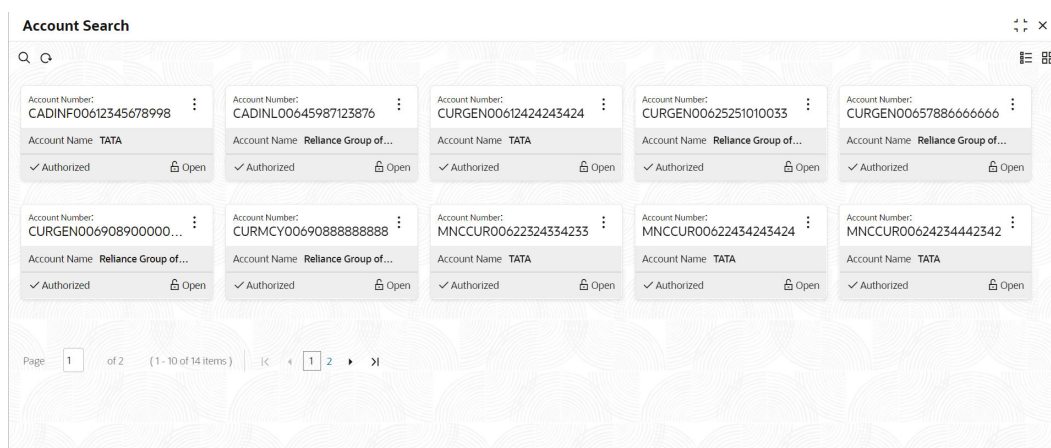 Account Search
Account Number:
CADINF00612345678998
Account Name TATA
Authorized Open
Account Number:
CADINL00645987123876
Account Name Reliance Group of...
Authorized Open
Account Number:
CURGEN00612424243424
Account Name TATA
Authorized Open
Account Number:
CURGEN00625251010033
Account Name Reliance Group of...
Authorized Open
Account Number:
CURGEN00657886666666
Account Name Reliance Group of...
Authorized Open
Account Number:
CURGEN006908900000...
Account Name Reliance Group of...
Authorized Open
Account Number:
CURMCY00690888888888
Account Name Reliance Group of...
Authorized Open
Account Number:
MNCCUR00622324334233
Account Name TATA
Authorized Open
Account Number:
MNCCUR00622434243424
Account Name TATA
Authorized Open
Account Number:
MNCCUR00624234442342
Account Name TATA
Authorized Open
Page 1 of 2 (1 - 10 of 14 items) 1 2